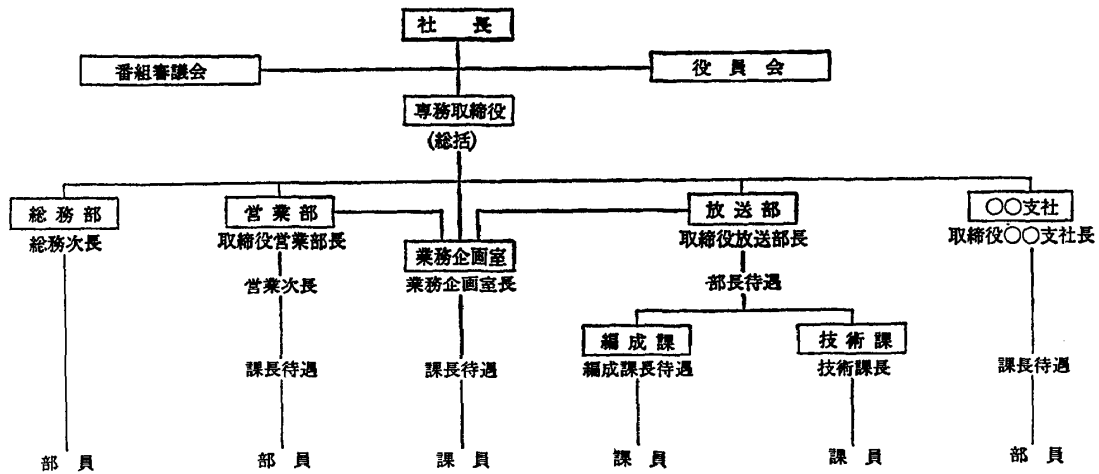 社長
番組審議会
役員会
専務取締役
(総括)
総務部
営業部
放送部
〇〇支社
総務次長
取締役営業部長
取締役放送部長
取締役〇〇支社長
業務企画室
業務企画室長
営業次長
部長待遇
編成課
技術課
編成課長待遇
技術課長
課長待遇
課長待遇
課長待遇
部員
部員
課員
課員
課員
部員